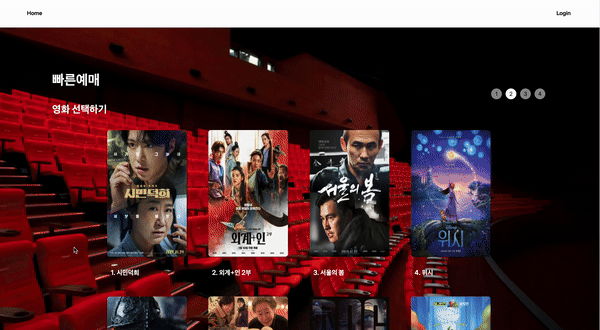 Home
Login
빠른예매
1 2 3 4
영화 선택하기
시민덕희
외계+인 2부
서울의 봄
위시
1. 시민덕희
2. 외계+인 2부
3. 서울의 봄
4. 위시